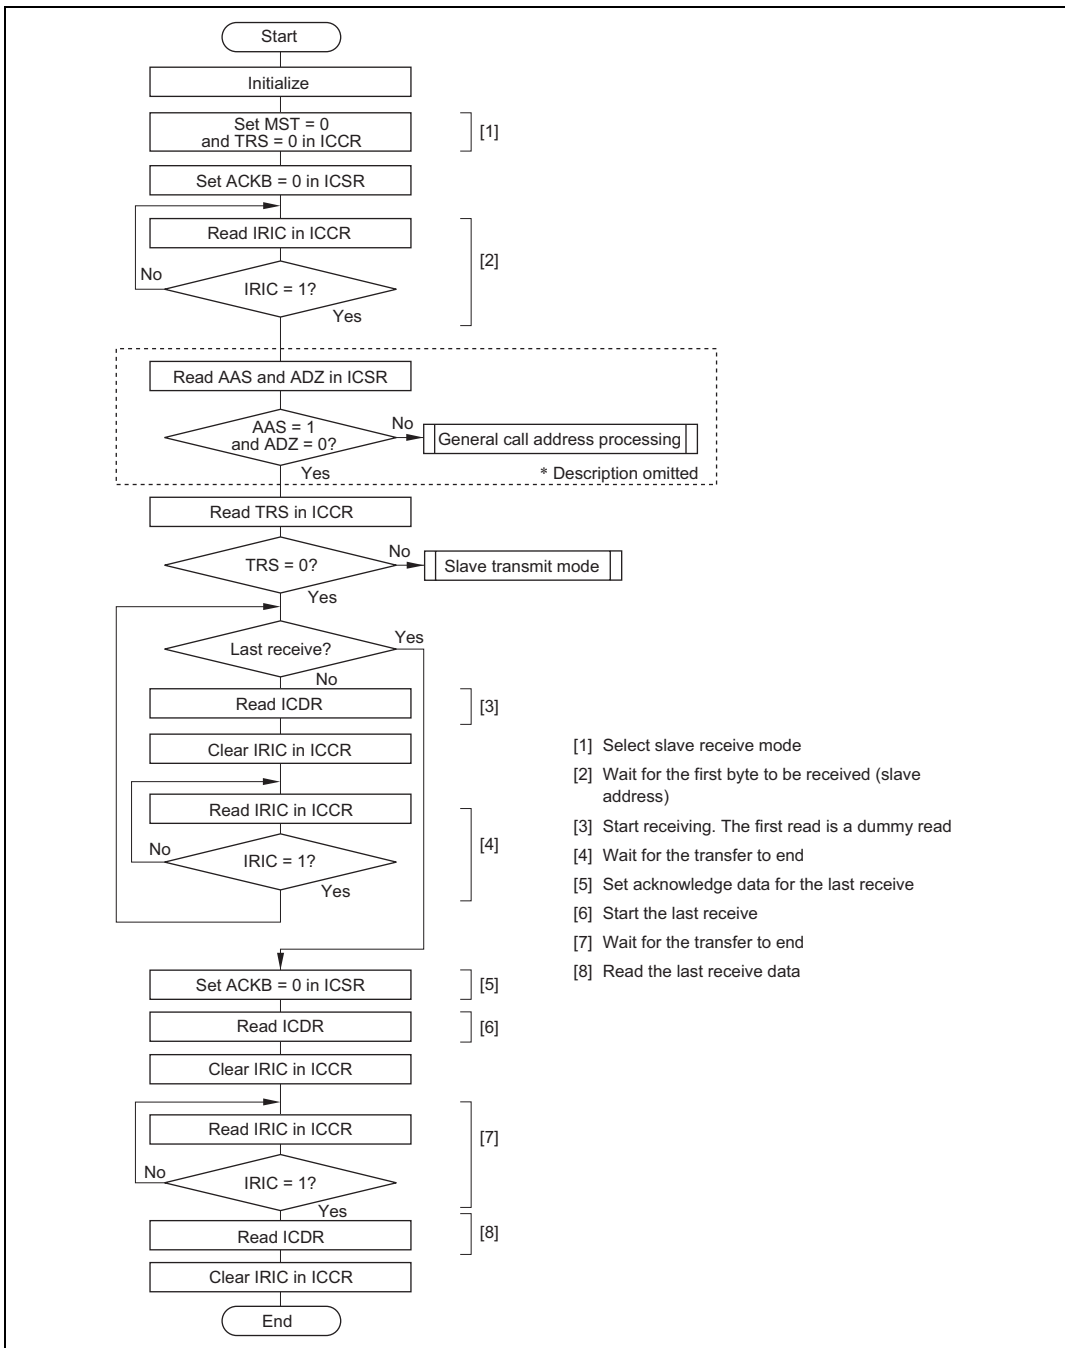 Start
Initialize
Set MST = 0
and TRS = 0 in ICCR
[1]
Set ACKB = 0 in ICSR
Read IRIC in ICCR
[2]
No
IRIC = 1?
Yes
Read AAS and ADZ in ICSR
AAS = 1
and ADZ = 0?
No
General call address processing
Yes
* Description omitted
Read TRS in ICCR
TRS = 0?
No
Slave transmit mode
Yes
Last receive?
Yes
No
Read ICDR
[3]
Clear IRIC in ICCR
Read IRIC in ICCR
[4]
No
IRIC = 1?
Yes
Set ACKB = 0 in ICSR
[5]
Read ICDR
[6]
Clear IRIC in ICCR
Read IRIC in ICCR
[7]
No
IRIC = 1?
Yes
Read ICDR
[8]
Clear IRIC in ICCR
End
[1] Select slave receive mode
[2] Wait for the first byte to be received (slave
address)
[3] Start receiving. The first read is a dummy read
[4] Wait for the transfer to end
[5] Set acknowledge data for the last receive
[6] Start the last receive
[7] Wait for the transfer to end
[8] Read the last receive data